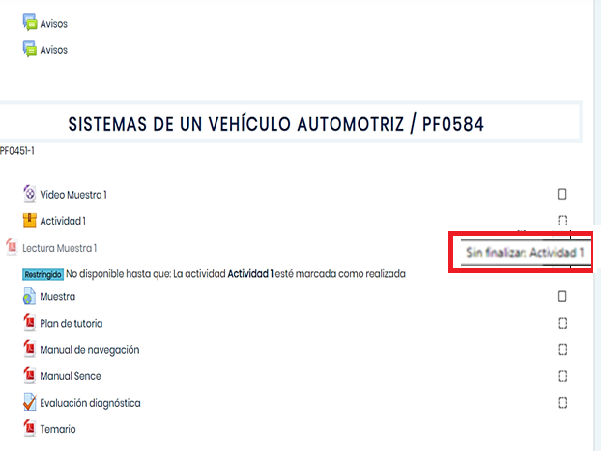 Avisos
Avisos
SISTEMAS DE UN VEHÍCULO AUTOMOTRIZ / PF0584
PF0451-1
Video Muestra 1
Actividad 1
Lectura Muestra 1
Sin finalizar: Actividad 1
Restringido No disponible hasta que: La actividad Actividad 1 esté marcada como realizada
Muestra
Plan de tutorio
Manual de navegación
Manual Sence
Evaluación diagnóstica
Temario